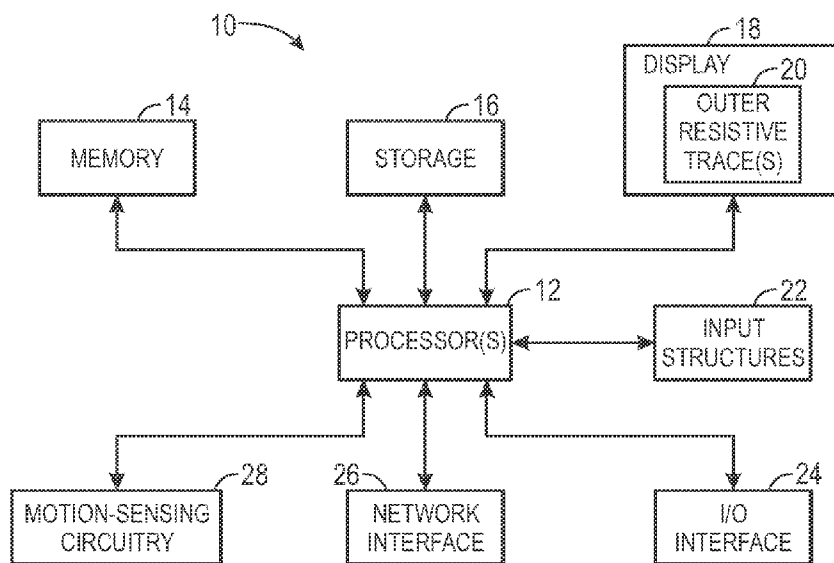 10
18
DISPLAY
20
OUTER
RESISTIVE
TRACE(S)
14
MEMORY
16
STORAGE
12
PROCESSOR(S)
22
INPUT
STRUCTURES
28
MOTION-SENSING
CIRCUITRY
26
NETWORK
INTERFACE
24
I/O
INTERFACE